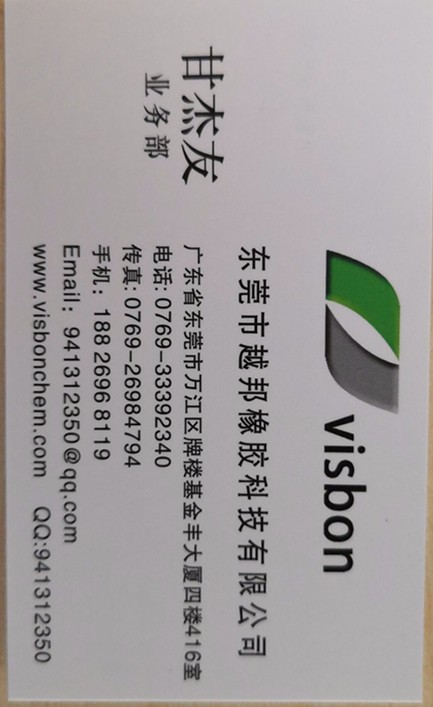 visbon
东莞市越邦橡胶科技有限公司
甘杰友
业务部
广东省东莞市万江区牌楼基金丰大厦四楼416室
电话:0769-33392340
传真:0769-26984794
手机: 188 2696 8119
Email: 941312350@qq.com
www.visbonchem.com QQ:941312350